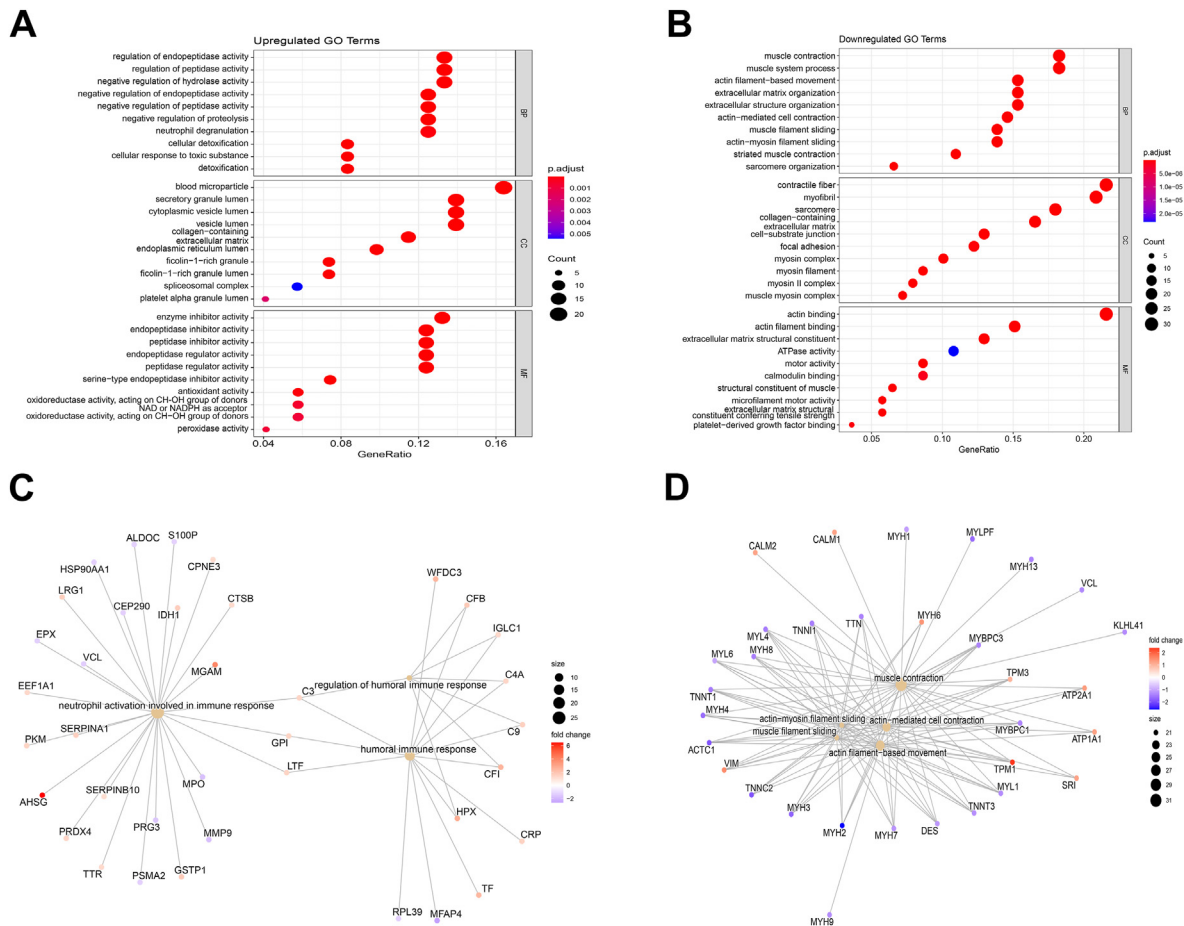 A
Upregulated GO Terms
regulation of endopeptidase activity
regulation of peptidase activity
negative regulation of hydrolase activity
negative regulation of endopeptidase activity
negative regulation of peptidase activity
negative regulation of proteolysis
neutrophil degranulation
cellular detoxification
cellular response to toxic substance
detoxification
BP
blood microparticle
secretory granule lumen
cytoplasmic vesicle lumen
vesicle lumen
collagen−containing
extracellular matrix
endoplasmic reticulum lumen
ficolin−1−rich granule
ficolin−1−rich granule lumen
spliceosomal complex
platelet alpha granule lumen
CC
enzyme inhibitor activity
endopeptidase inhibitor activity
peptidase inhibitor activity
endopeptidase regulator activity
peptidase regulator activity
serine−type endopeptidase inhibitor activity
antioxidant activity
oxidoreductase activity, acting on CH-OH group of donors
NAD or NADPH as acceptor
oxidoreductase activity, acting on CH−OH group of donors
peroxidase activity
MF
0.04 0.08 0.12 0.16
GeneRatio
p.adjust
0.001
0.002
0.003
0.004
0.005
Count
5
10
15
20
B
Downregulated GO Terms
muscle contraction
muscle system process
actin filament−based movement
extracellular matrix organization
extracellular structure organization
actin−mediated cell contraction
muscle filament sliding
actin−myosin filament sliding
striated muscle contraction
sarcomere organization
BP
contractile fiber
myofibril
sarcomere
collagen−containing
extracellular matrix
cell−substrate junction
focal adhesion
myosin complex
myosin filament
myosin II complex
muscle myosin complex
CC
actin binding
actin filament binding
extracellular matrix structural constituent
ATPase activity
motor activity
calmodulin binding
structural constituent of muscle
microfilament motor activity
extracellular matrix structural
constituent conferring tensile strength
platelet−derived growth factor binding
MF
0.05 0.10 0.15 0.20
GeneRatio
p.adjust
5.0e−06
1.0e−05
1.5e−05
2.0e−05
Count
5
10
15
20
25
30
C
ALDOC
S100P
HSP90AA1
CPNE3
LRG1
CEP290
IDH1
CTSB
EPX
VCL
MGAM
EEF1A1
neutrophil activation involved in immune response
SERPINA1
PKM
AHSG
SERPINB10
MPO
PRDX4
PRG3
MMP9
TTR
PSMA2
GSTP1
C3
GPI
LTF
WFDC3
CFB
IGLC1
regulation of humoral immune response
C4A
C9
humoral immune response
CFI
HPX
CRP
TF
RPL39
MFAP4
size
10
15
20
25
fold change
6
4
2
0
−2
D
CALM2
CALM1
MYH1
MYLPF
MYH13
VCL
KLHL41
MYH6
TTN
TNNI1
MYL4
MYBPC3
MYL6
MYH8
muscle contraction
TPM3
ATP2A1
TNNT1
MYH4
actin−myosin filament sliding
actin−mediated cell contraction
muscle filament sliding
MYBPC1
ATP1A1
ACTC1
actin filament−based movement
VIM
TPM1
SRI
TNNC2
MYL1
MYH3
TNNT3
MYH2
MYH7
DES
MYH9
fold change
2
1
0
−1
−2
size
21
23
25
27
29
31